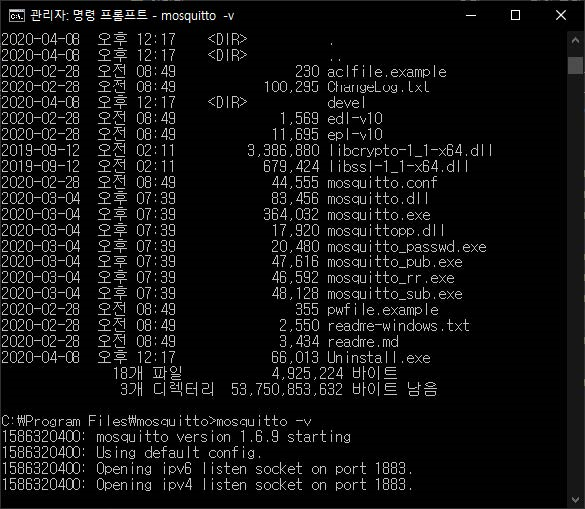 관리자: 명령 프롬프트 - mosquitto  -v
2020-04-08  오후 12:17    <DIR>          .
2020-04-08  오후 12:17    <DIR>          ..
2020-02-28  오전 08:49               230 aclfile.example
2020-02-28  오전 08:49           100,295 ChangeLog.txt
2020-04-08  오후 12:17    <DIR>          devel
2020-02-28  오전 08:49             1,569 edl-v10
2020-02-28  오전 08:49            11,695 epl-v10
2019-09-12  오전 02:11         3,386,880 libcrypto-1_1-x64.dll
2019-09-12  오전 02:11           679,424 libssl-1_1-x64.dll
2020-02-28  오전 08:49            44,555 mosquitto.conf
2020-03-04  오후 07:39            83,456 mosquitto.dll
2020-03-04  오후 07:39           364,032 mosquitto.exe
2020-03-04  오후 07:39            17,920 mosquittopp.dll
2020-03-04  오후 07:39            20,480 mosquitto_passwd.exe
2020-03-04  오후 07:39            47,616 mosquitto_pub.exe
2020-03-04  오후 07:39            46,592 mosquitto_rr.exe
2020-03-04  오후 07:39            48,128 mosquitto_sub.exe
2020-02-28  오전 08:49               355 pwfile.example
2020-02-28  오전 08:49             2,550 readme-windows.txt
2020-02-28  오전 08:49             3,434 readme.md
2020-04-08  오후 12:17            66,013 Uninstall.exe
18개 파일           4,925,224 바이트
3개 디렉터리  53,750,853,632 바이트 남음
C:\Program Files\mosquitto>mosquitto -v
1586320400: mosquitto version 1.6.9 starting
1586320400: Using default config.
1586320400: Opening ipv6 listen socket on port 1883.
1586320400: Opening ipv4 listen socket on port 1883.